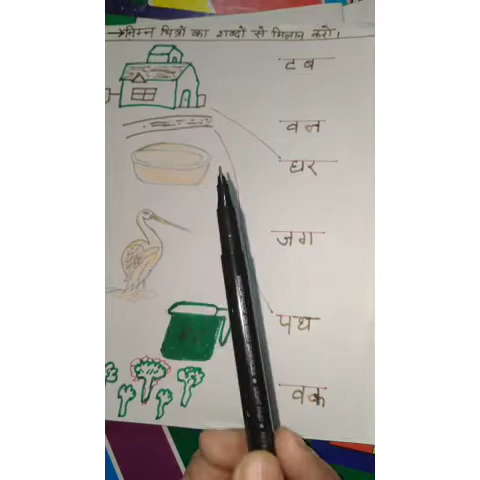 → निम्न चित्रों का शब्दो से मिलान करो।
टब
वन
घर
जग
पथ
वक